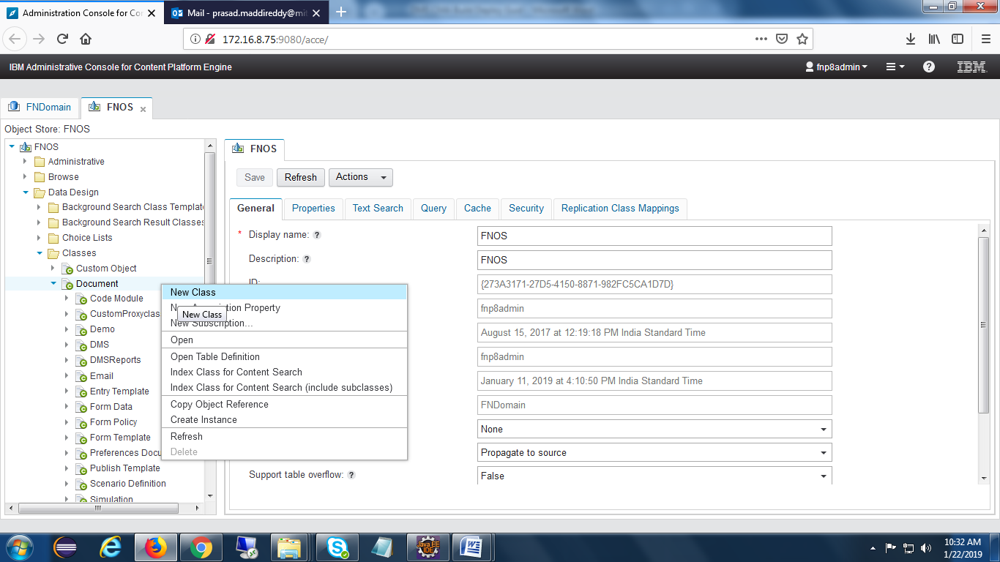 Administration Console for Con
Mail - prasad.maddireddy@mit
172.16.8.75:9080/acce/
IBM Administrative Console for Content Platform Engine
fnp8admin
IBM
FNDomain
FNOS
Object Store: FNOS
FNOS
Administrative
Browse
Data Design
Background Search Class Templat
Background Search Result Classes
Choice Lists
Classes
Custom Object
Document
Code Module
CustomProxyclas
Demo
DMS
DMSReports
Email
Entry Template
Form Data
Form Policy
Form Template
Preferences Docu
Publish Template
Scenario Definition
Simulation
New Class
Property
New Class
New Subscription...
Open
Open Table Definition
Index Class for Content Search
Index Class for Content Search (include subclasses)
Copy Object Reference
Create Instance
Refresh
Delete
FNOS
Save
Refresh
Actions
General
Properties
Text Search
Query
Cache
Security
Replication Class Mappings
* Display name: ?
FNOS
Description: ?
FNOS
ID:
{273A3171-27D5-4150-8871-982FC5CA1D7D}
fnp8admin
August 15, 2017 at 12:19:18 PM India Standard Time
fnp8admin
January 11, 2019 at 4:10:50 PM India Standard Time
FNDomain
None
Propagate to source
Support table overflow: ?
False
Java EE
IDE
10:32 AM
1/22/2019